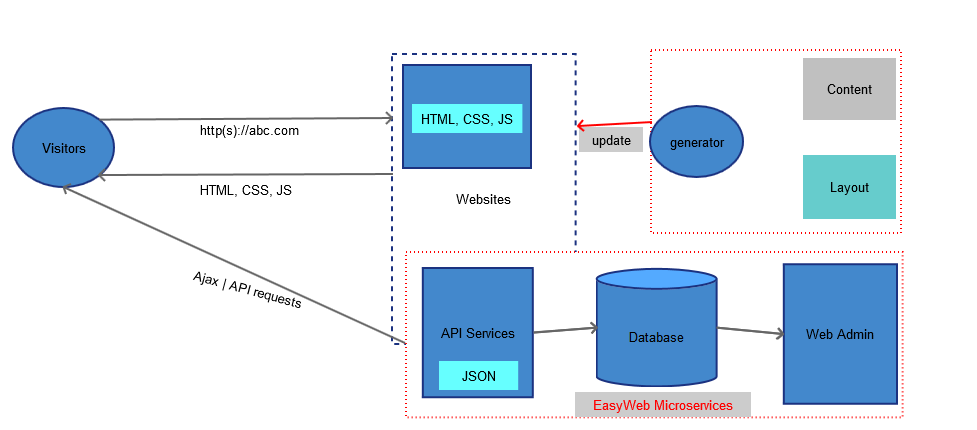 Visitors
http(s)://abc.com
HTML, CSS, JS
Ajax | API requests
HTML, CSS, JS
Websites
update
generator
Content
Layout
API Services
JSON
Database
Web Admin
EasyWeb Microservices